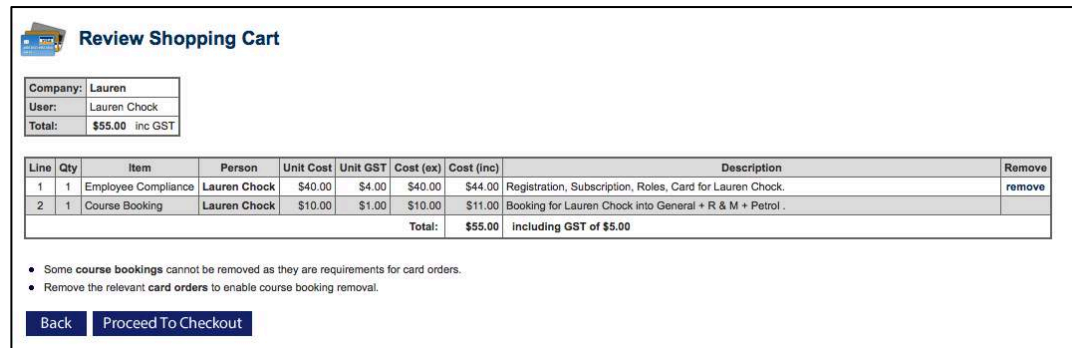 Review Shopping Cart
Company: Lauren
User: Lauren Chock
Total: $55.00 inc GST
Line Qty Item Person Unit Cost Unit GST Cost (ex) Cost (inc) Description Remove
1 1 Employee Compliance Lauren Chock $40.00 $4.00 $40.00 $44.00 Registration, Subscription, Roles, Card for Lauren Chock. remove
2 1 Course Booking Lauren Chock $10.00 $1.00 $10.00 $11.00 Booking for Lauren Chock into General + R & M + Petrol .
Total: $55.00 including GST of $5.00
• Some course bookings cannot be removed as they are requirements for card orders.
• Remove the relevant card orders to enable course booking removal.
Back Proceed To Checkout